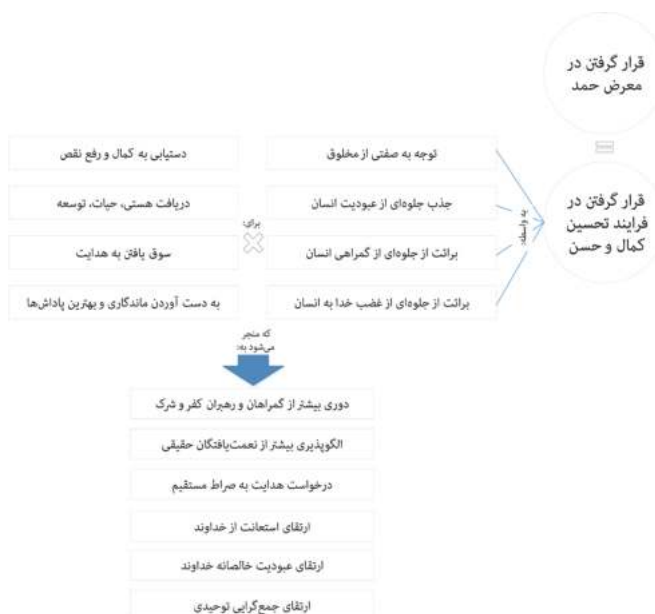 قرار گرفتن در
معرض حمد
قرار گرفتن در
فرایند تحسین
کمال و حسن
به واسطه:
توجه به صفتی از مخلوق
جذب جلوه‌ای از عبودیت انسان
برائت از جلوه‌ای از گمراهی انسان
برائت از جلوه‌ای از غضب خدا به انسان
برای:
دستیابی به کمال و رفع نقص
دریافت هستی، حیات، توسعه
سوق یافتن به هدایت
به دست آوردن ماندگاری و بهترین پاداش‌ها
که منجر
می‌شود به:
دوری بیشتر از گمراهان و رهبران کفر و شرک
الگوپذیری بیشتر از نعمت‌یافتگان حقیقی
درخواست هدایت به صراط مستقیم
ارتقای استعانت از خداوند
ارتقای عبودیت خالصانه خداوند
ارتقای جمع‌گرایی توحیدی